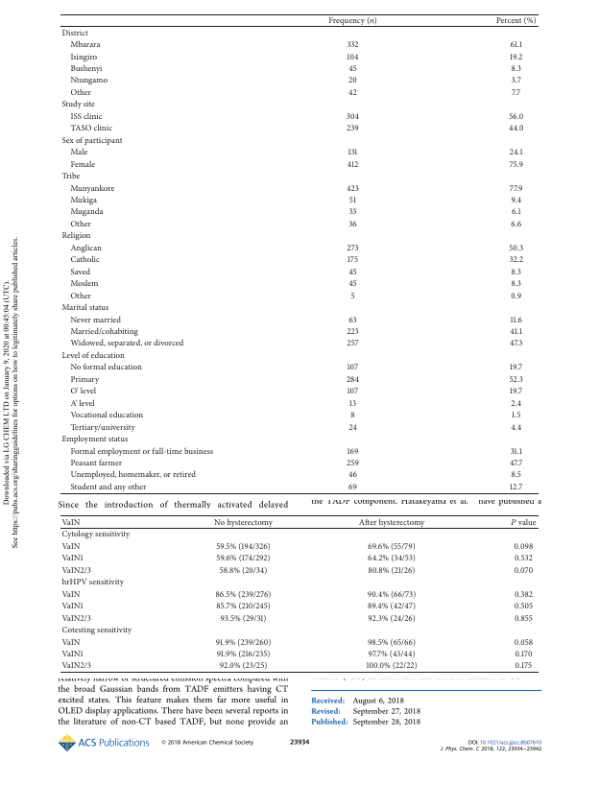 Frequency (n) Percent (%)
District
Mbarara 332 61.1
Isingiro 104 19.2
Bushenyi 45 8.3
Ntungamo 20 3.7
Other 42 7.7
Study site
ISS clinic 304 56.0
TASO clinic 239 44.0
Sex of participant
Male 131 24.1
Female 412 75.9
Tribe
Munyankore 423 77.9
Mukiga 51 9.4
Muganda 33 6.1
Other 36 6.6
Religion
Anglican 273 50.3
Catholic 175 32.2
Saved 45 8.3
Moslem 45 8.3
Other 5 0.9
Marital status
Never married 63 11.6
Married/cohabiting 223 41.1
Widowed, separated, or divorced 257 47.3
Level of education
No formal education 107 19.7
Primary 284 52.3
O' level 107 19.7
A' level 13 2.4
Vocational education 8 1.5
Tertiary/university 24 4.4
Employment status
Formal employment or full-time business 169 31.1
Peasant farmer 259 47.7
Unemployed, homemaker, or retired 46 8.5
Student and any other 69 12.7
Since the introduction of thermally activated delayed
the TADF component. Hatakeyama et al. have published a
VaIN No hysterectomy After hysterectomy P value
Cytology sensitivity
VaIN 59.5% (194/326) 69.6% (55/79) 0.098
VaIN1 59.6% (174/292) 64.2% (34/53) 0.532
VaIN2/3 58.8% (20/34) 80.8% (21/26) 0.070
hrHPV sensitivity
VaIN 86.5% (239/276) 90.4% (66/73) 0.382
VaIN1 85.7% (210/245) 89.4% (42/47) 0.505
VaIN2/3 93.5% (29/31) 92.3% (24/26) 0.855
Cotesting sensitivity
VaIN 91.9% (239/260) 98.5% (65/66) 0.058
VaIN1 91.9% (216/235) 97.7% (43/44) 0.170
VaIN2/3 92.0% (23/25) 100.0% (22/22) 0.175
relatively narrow or structured emission spectra compared with
the broad Gaussian bands from TADF emitters having CT
excited states. This feature makes them far more useful in
OLED display applications. There have been several reports in
the literature of non-CT based TADF, but none provide an
Received: August 6, 2018
Revised: September 27, 2018
Published: September 28, 2018
ACS Publications © 2018 American Chemical Society
23934
DOI: 10.1021/acs.jpcc.8b07610
J. Phys. Chem. C 2018, 122, 23934−23942
Downloaded via LG CHEM LTD on January 9, 2020 at 00:45:04 (UTC).
See https://pubs.acs.org/sharingguidelines for options on how to legitimately share published articles.